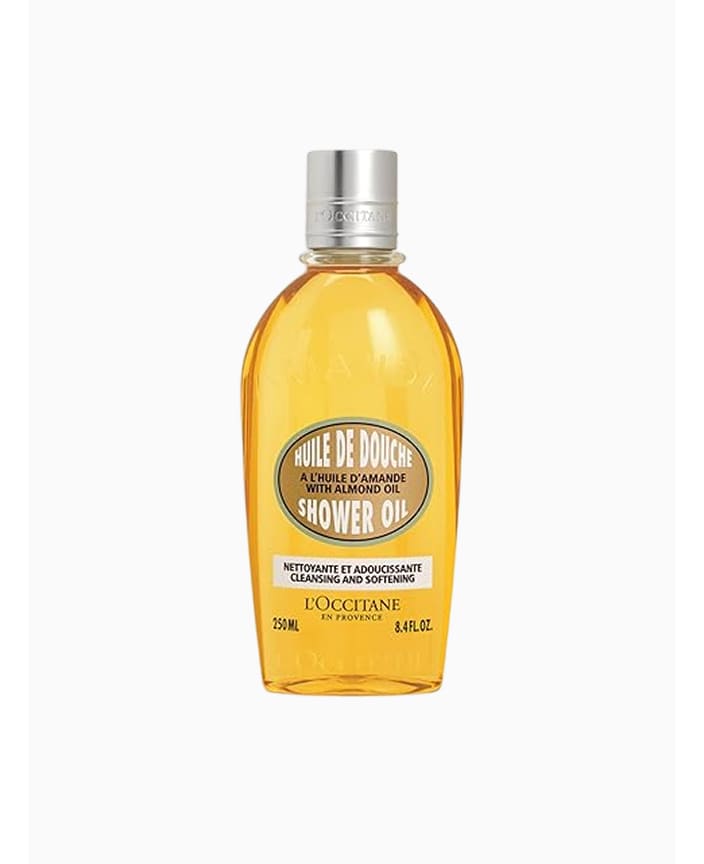 L'OCCITANE
HUILE DE DOUCHE
A L'HUILE D'AMANDE
WITH ALMOND OIL
SHOWER OIL
NETTOYANTE ET ADOUCISSANTE
CLEANSING AND SOFTENING
L'OCCITANE
EN PROVENCE
250 ML 8.4 FL. OZ.